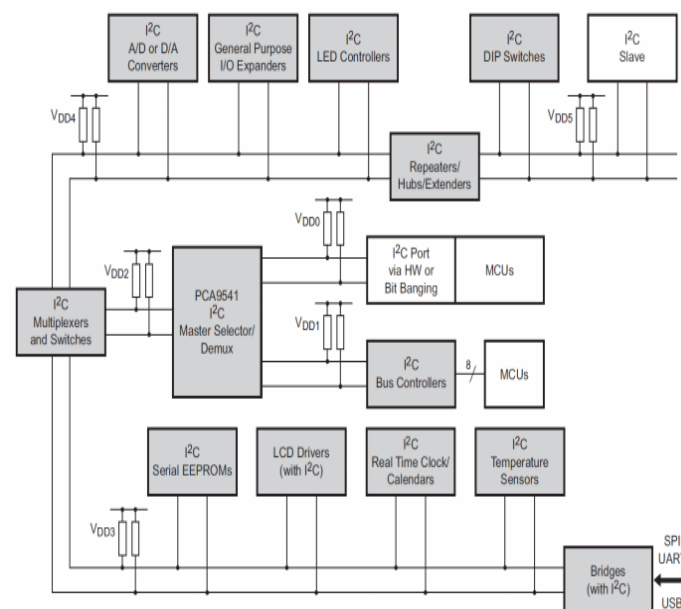 I²C
A/D or D/A
Converters
I²C
General Purpose
I/O Expanders
I²C
LED Controllers
I²C
DIP Switches
I²C
Slave
VDD4
VDD5
I²C
Repeaters/
Hubs/Extenders
VDD0
VDD2
PCA9541
I²C
Master Selector/
Demux
I²C Port
via HW or
Bit Banging
MCUs
I²C
Multiplexers
and Switches
VDD1
I²C
Bus Controllers
8
MCUs
I²C
Serial EEPROMs
LCD Drivers
(with I²C)
I²C
Real Time Clock/
Calendars
I²C
Temperature
Sensors
VDD3
Bridges
(with I²C)
SPI
UART
USB